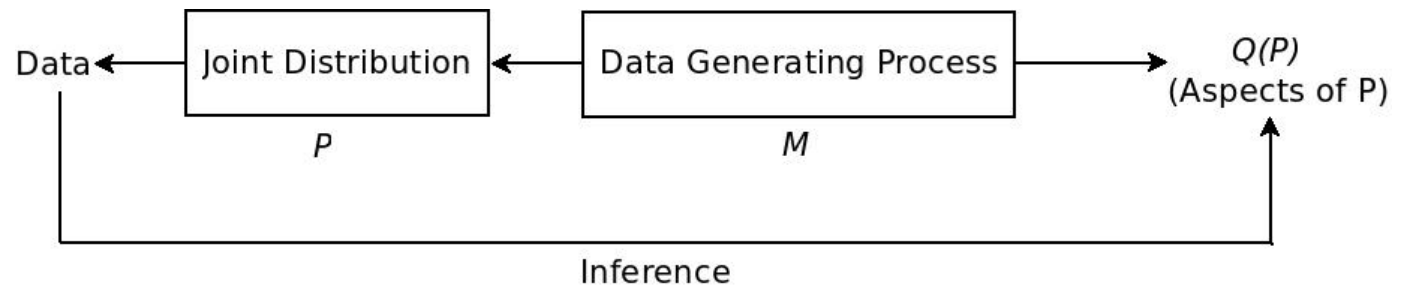 Data
Joint Distribution
Data Generating Process
Q(P)
(Aspects of P)
P
M
Inference